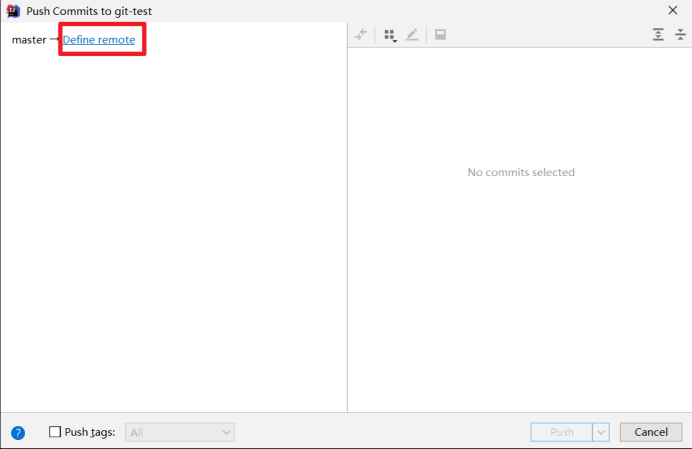 Push Commits to git-test
master → Define remote
No commits selected
? Push tags: All Push Cancel